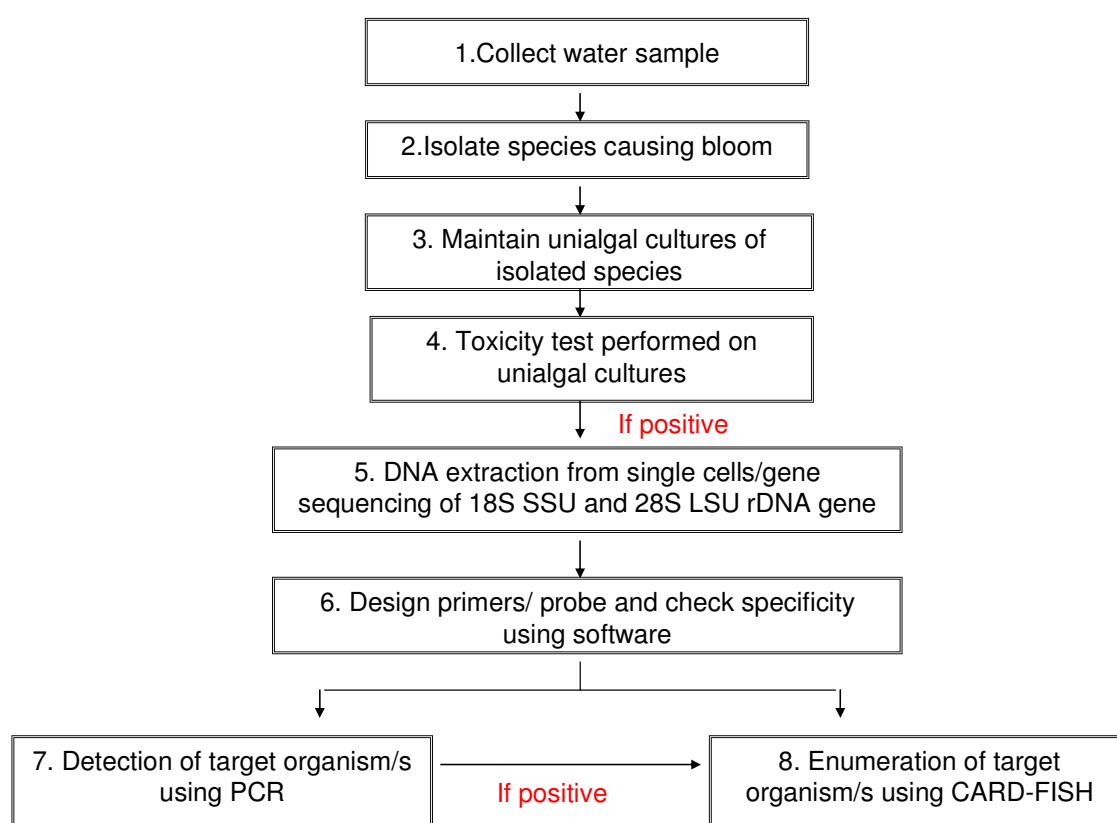 1.Collect water sample
2.Isolate species causing bloom
3. Maintain unialgal cultures of
isolated species
4. Toxicity test performed on
unialgal cultures
If positive
5. DNA extraction from single cells/gene
sequencing of 18S SSU and 28S LSU rDNA gene
6. Design primers/ probe and check specificity
using software
7. Detection of target organism/s
using PCR
If positive
8. Enumeration of target
organism/s using CARD-FISH